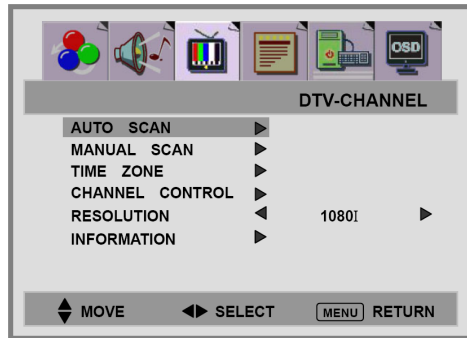 OSD
DTV-CHANNEL
AUTO SCAN
MANUAL SCAN
TIME ZONE
CHANNEL CONTROL
RESOLUTION 1080I
INFORMATION
MOVE SELECT MENU RETURN